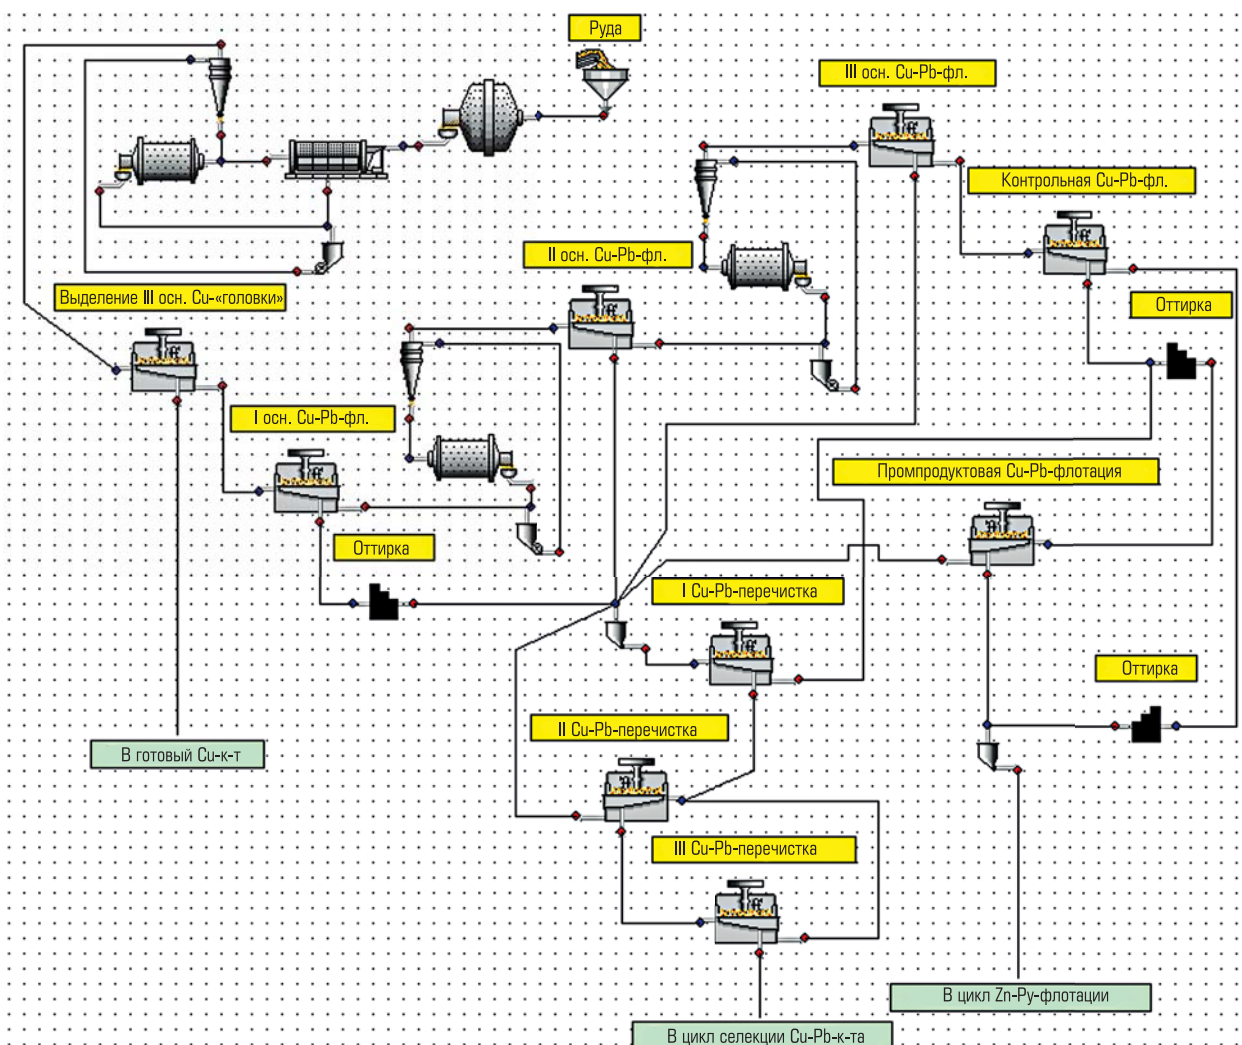 Руда
III осн. Cu-Pb-фл.
Контрольная Cu-Pb-фл.
II осн. Cu-Pb-фл.
Выделение III осн. Cu-«головки»
Оттирка
I осн. Cu-Pb-фл.
Промпродуктовая Cu-Pb-флотация
Оттирка
I Cu-Pb-перечистка
Оттирка
II Cu-Pb-перечистка
В готовый Cu-к-т
III Cu-Pb-перечистка
В цикл Zn-Py-флотации
В цикл селекции Cu-Pb-к-та